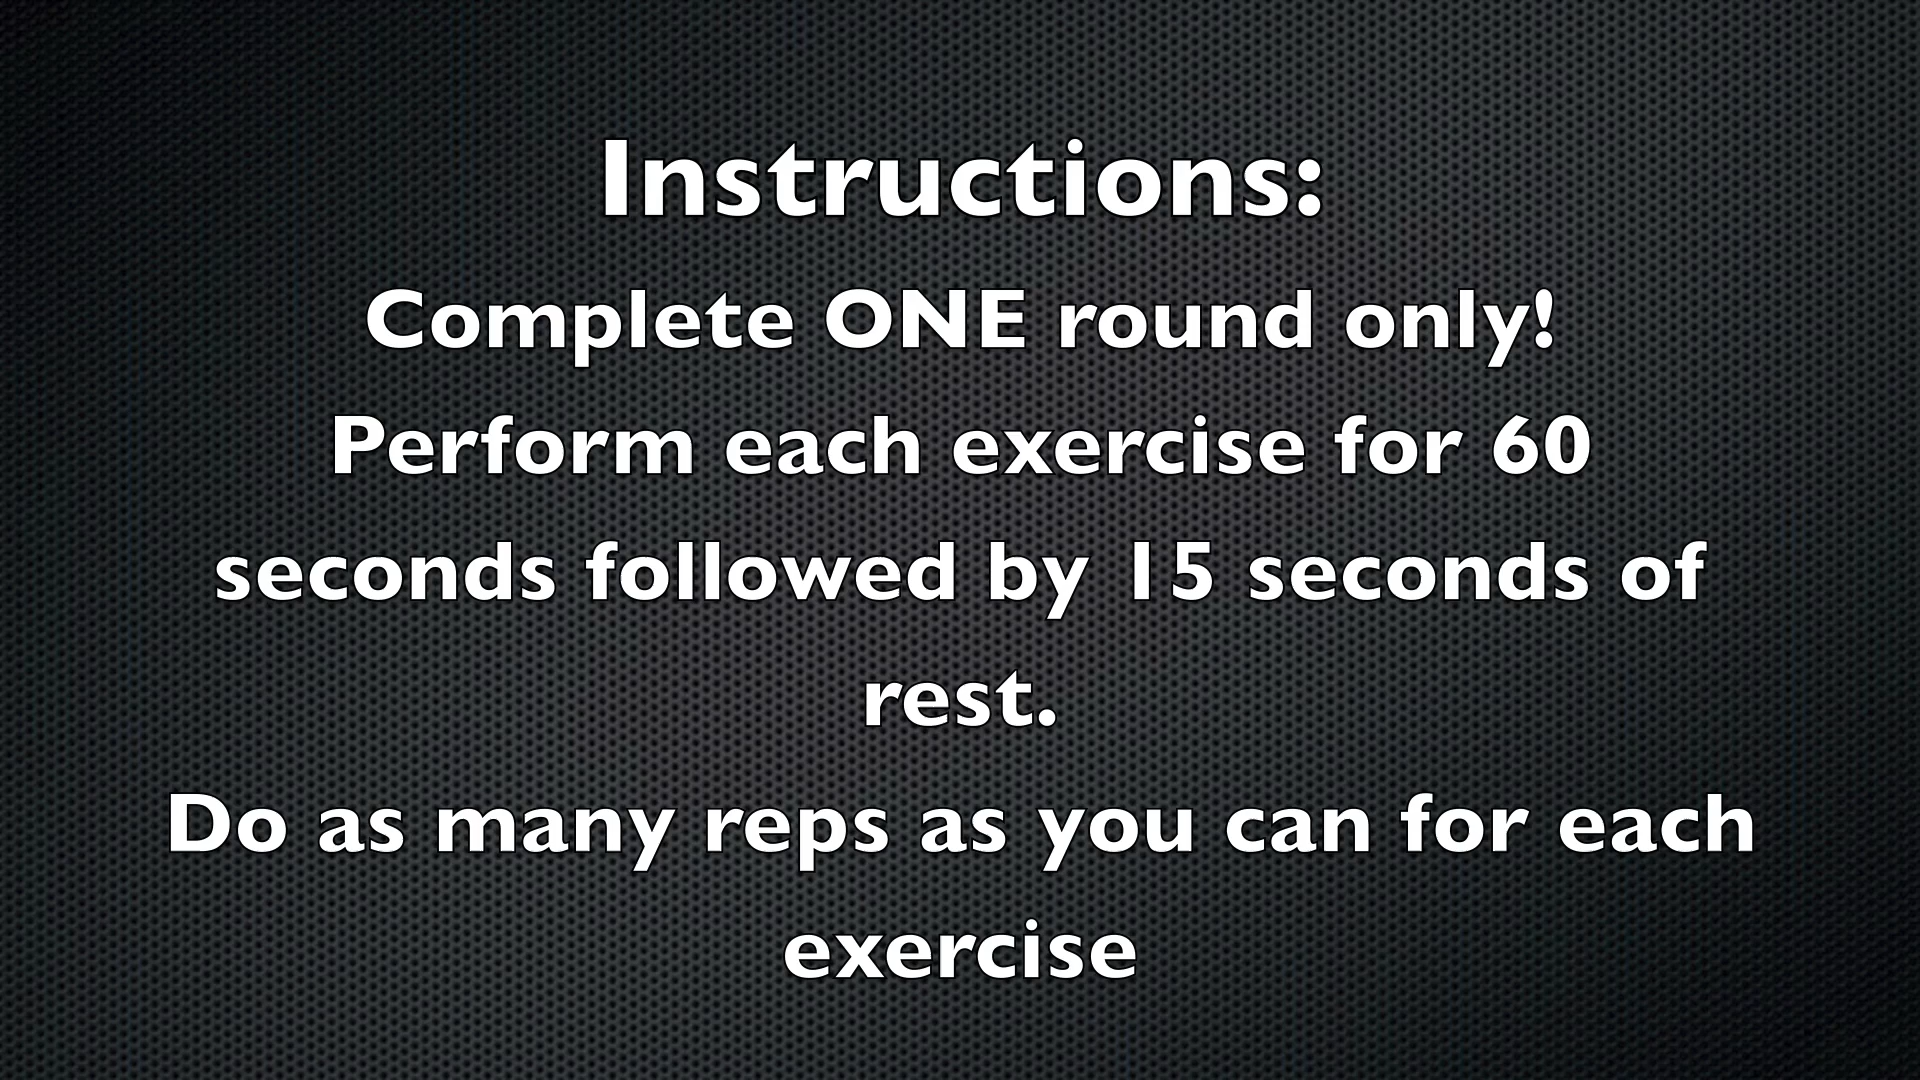 Instructions:
Complete ONE round only!
Perform each exercise for 60
seconds followed by 15 seconds of
rest.
Do as many reps as you can for each
exercise